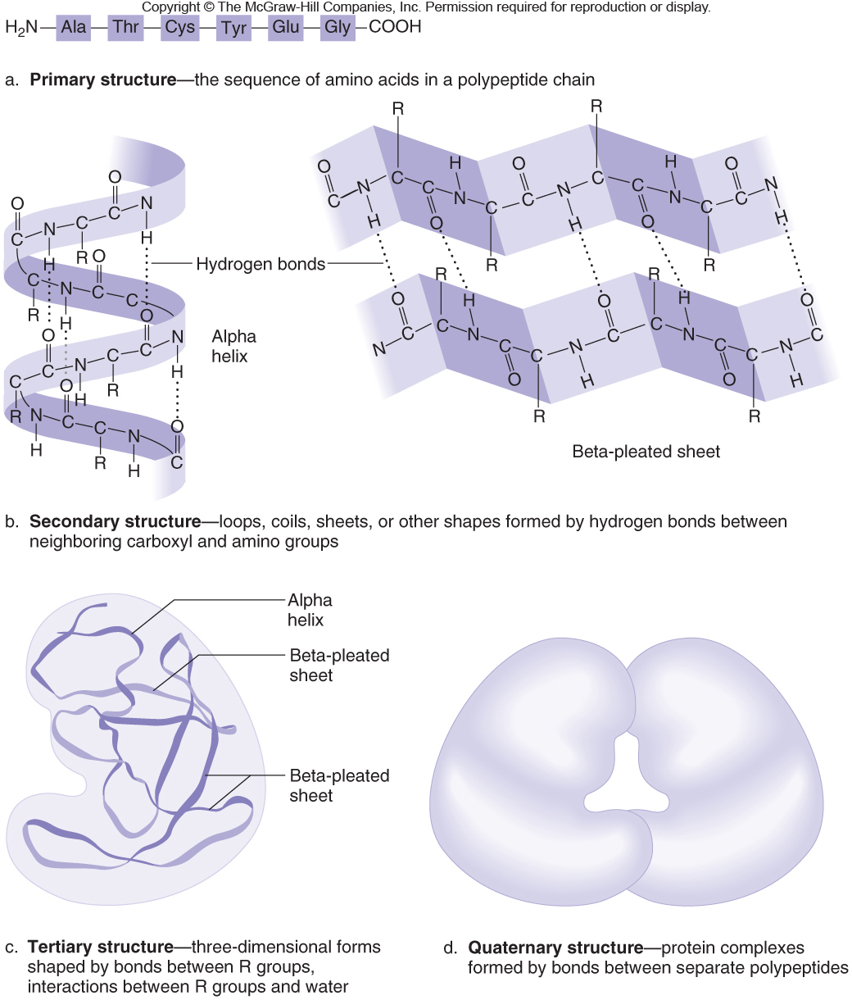 Copyright © The McGraw-Hill Companies, Inc. Permission required for reproduction or display.
H₂N—Ala—Thr—Cys—Tyr—Glu—Gly—COOH
a. Primary structure—the sequence of amino acids in a polypeptide chain
R R
O H O H O
C N C C N C C N C C N C C N
H O H O H
R R
O
O N
C N C C H
H R O
C N C C
R H O
O N
C N C C H
C H R O
R N C C N
H R H O C
Hydrogen bonds
Alpha
helix
R R
O H O H O
N C C N C C N C C N C C N C
O H O H
R R
Beta-pleated sheet
b. Secondary structure—loops, coils, sheets, or other shapes formed by hydrogen bonds between
neighboring carboxyl and amino groups
Alpha
helix
Beta-pleated
sheet
Beta-pleated
sheet
c. Tertiary structure—three-dimensional forms
shaped by bonds between R groups,
interactions between R groups and water
d. Quaternary structure—protein complexes
formed by bonds between separate polypeptides